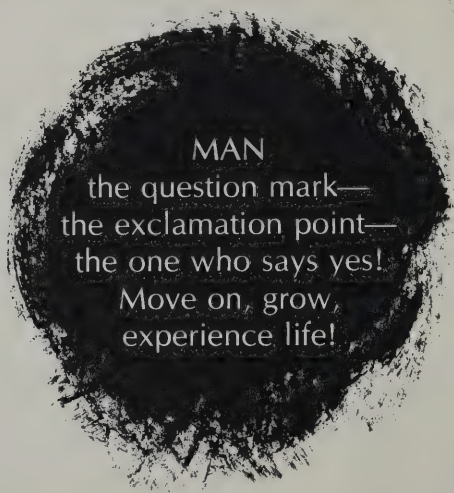 MAN
the question mark—
the exclamation point—
the one who says yes!
Move on, grow,
experience life!